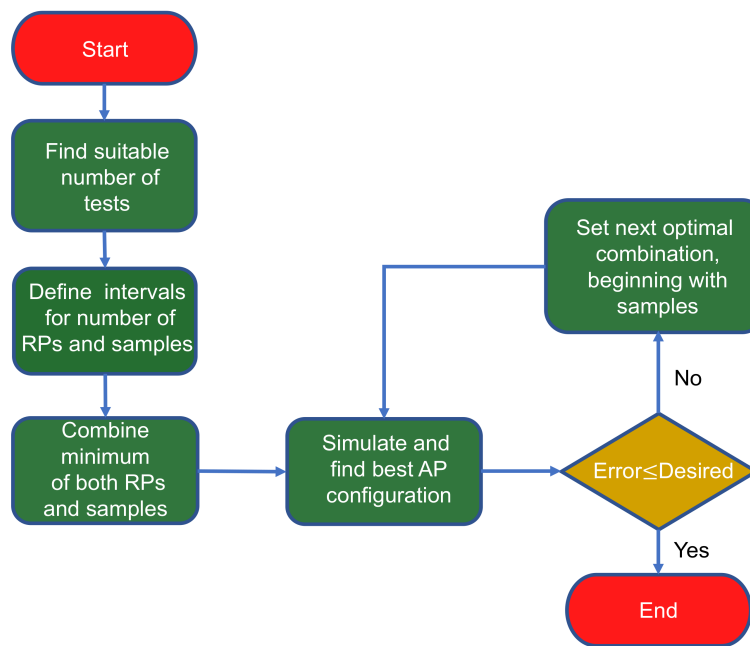 Start
Find suitable
number of
tests
Define intervals
for number of
RPs and samples
Combine
minimum
of both RPs
and samples
Simulate and
find best AP
configuration
Set next optimal
combination,
beginning with
samples
No
Error≤Desired
Yes
End